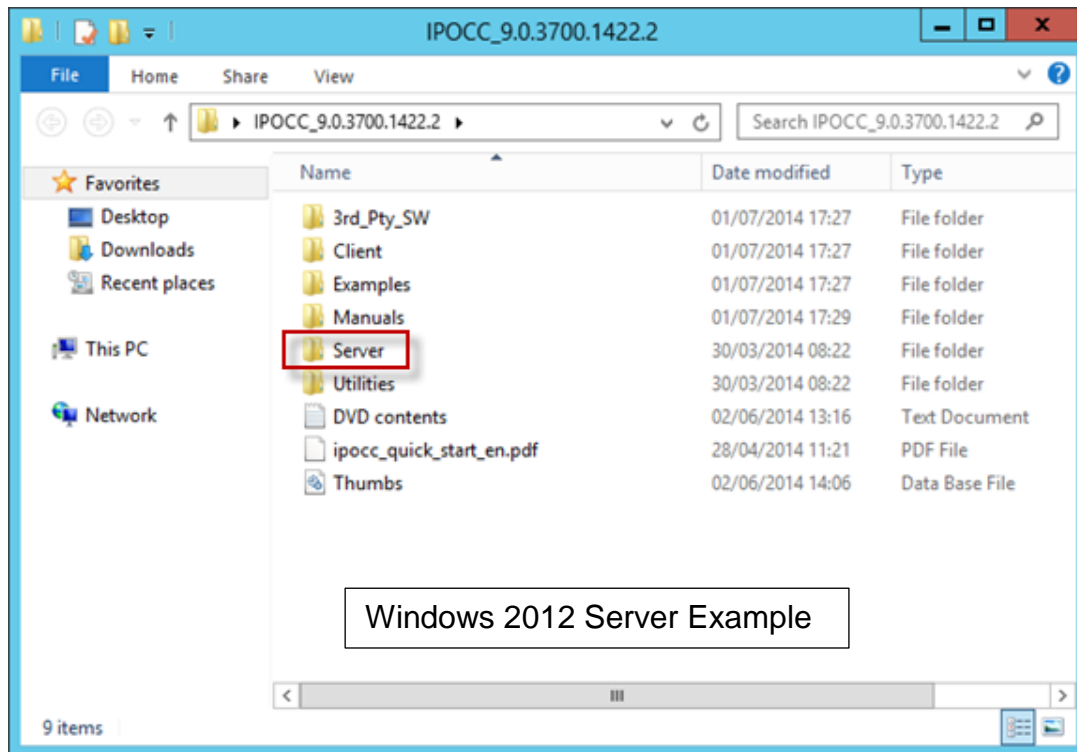 IPOCC_9.0.3700.1422.2
File Home Share View
IPOCC_9.0.3700.1422.2 Search IPOCC_9.0.3700.1422.2
Favorites
Desktop
Downloads
Recent places
This PC
Network
Name Date modified Type
3rd_Pty_SW 01/07/2014 17:27 File folder
Client 01/07/2014 17:27 File folder
Examples 01/07/2014 17:27 File folder
Manuals 01/07/2014 17:29 File folder
Server 30/03/2014 08:22 File folder
Utilities 30/03/2014 08:22 File folder
DVD contents 02/06/2014 13:16 Text Document
ipocc_quick_start_en.pdf 28/04/2014 11:21 PDF File
Thumbs 02/06/2014 14:06 Data Base File
Windows 2012 Server Example
9 items